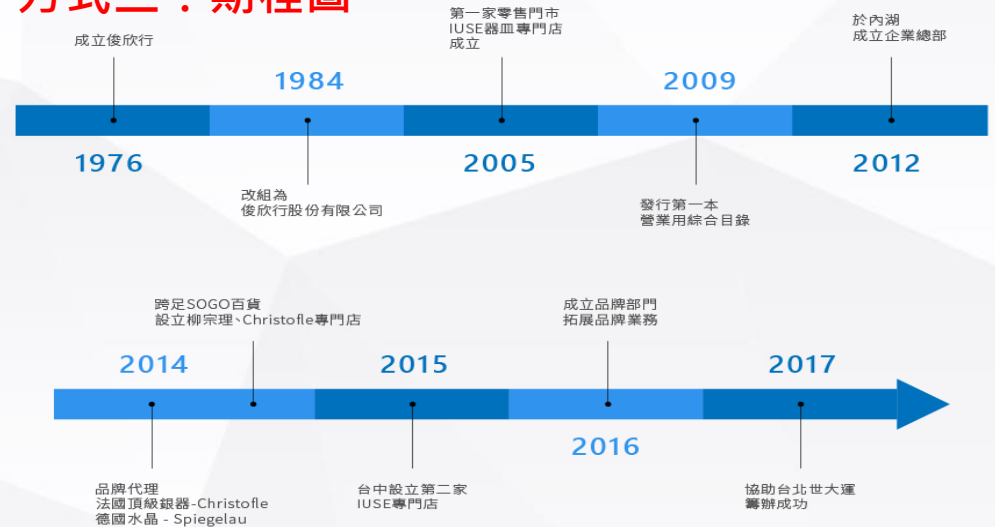 方式三：期程圖
成立俊欣行
1976
1984
改組為
俊欣行股份有限公司
第一家零售門市
IUSE器皿專門店
成立
2005
2009
發行第一本
營業用綜合目錄
於內湖
成立企業總部
2012
2014
品牌代理
法國頂級銀器-Christofle
德國水晶 - Spiegelau
跨足SOGO百貨
設立柳宗理、Christofle專門店
2015
台中設立第二家
IUSE專門店
成立品牌部門
拓展品牌業務
2016
2017
協助台北世大運
籌辦成功